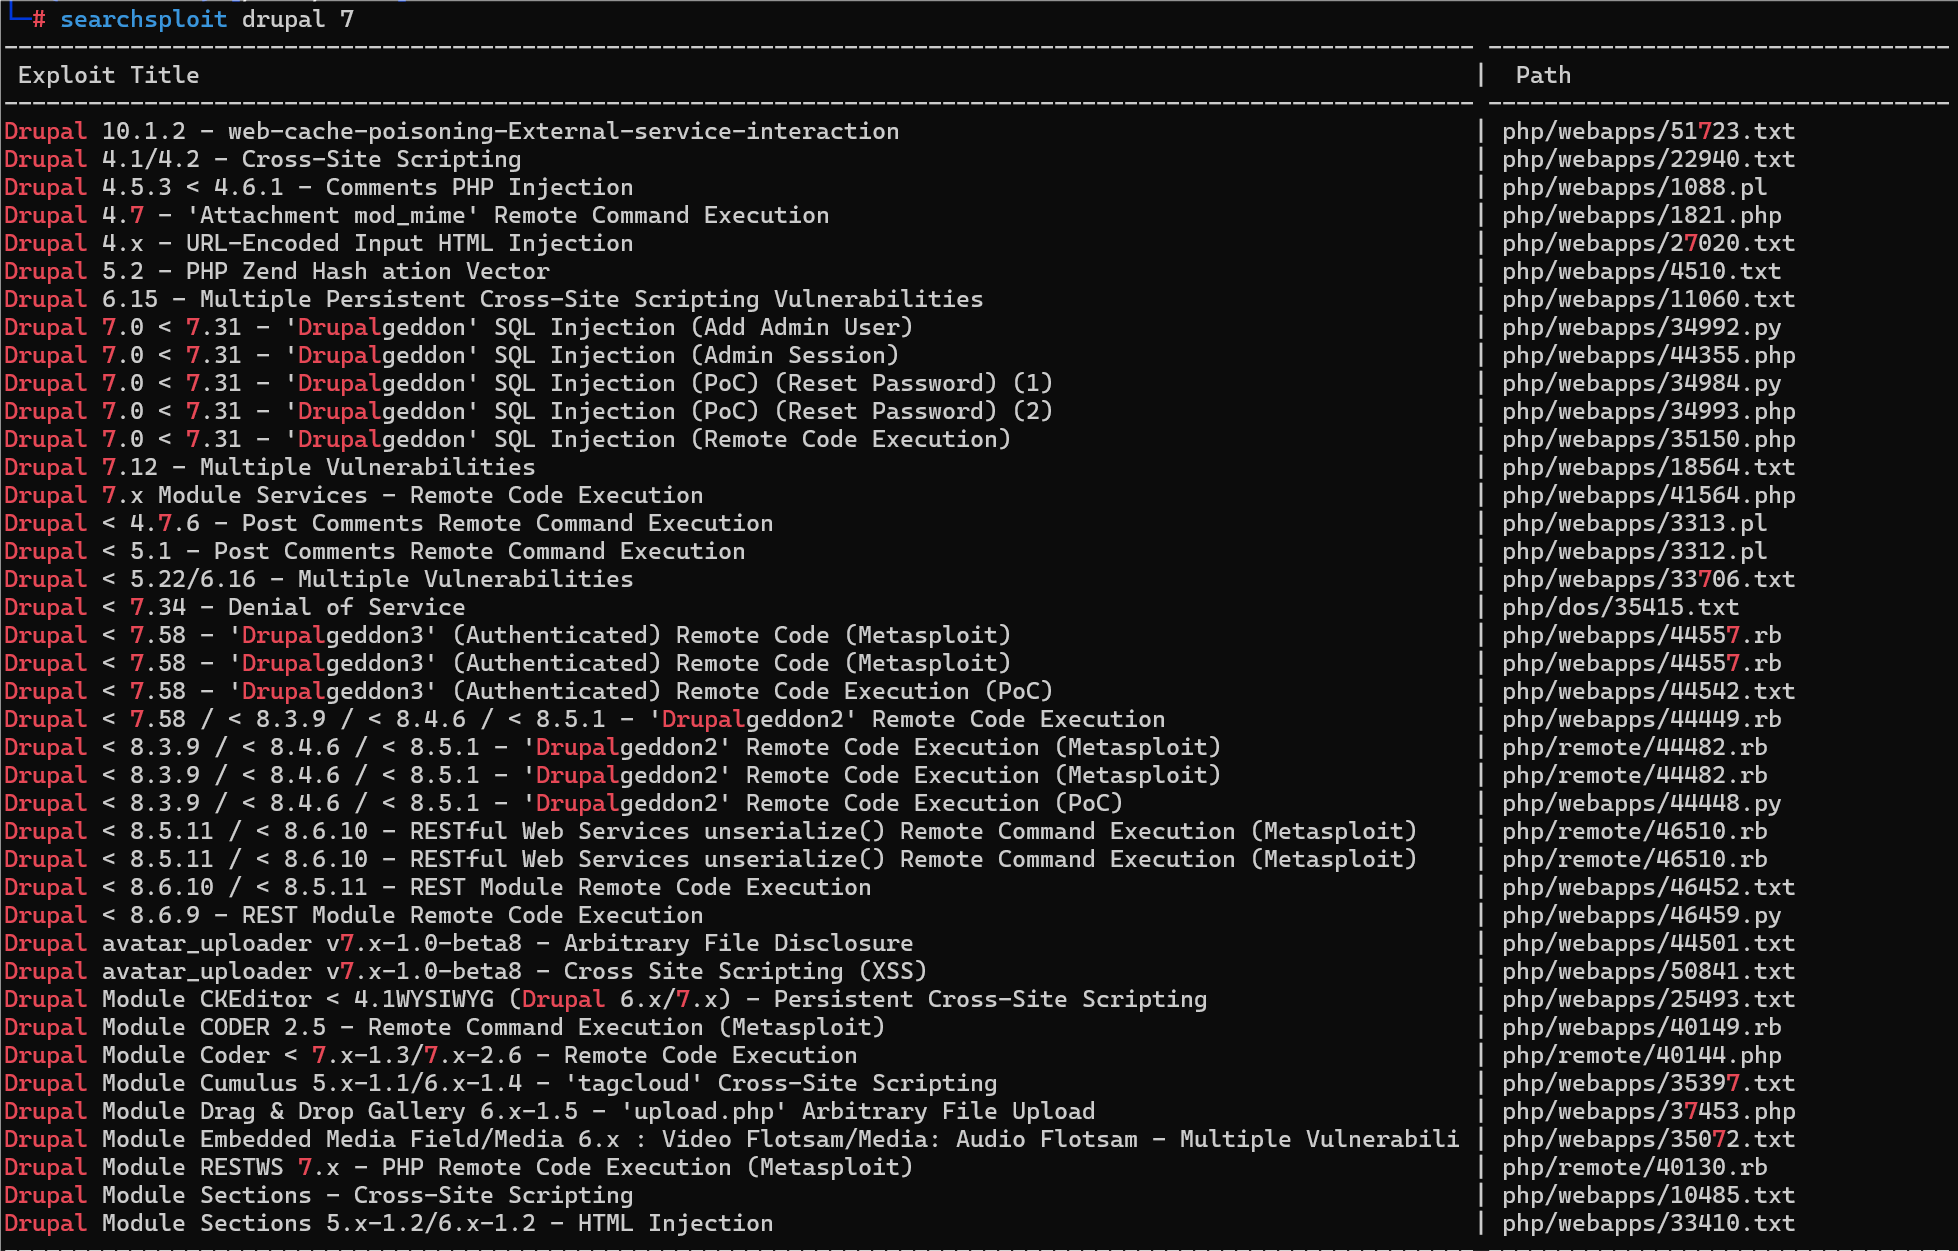 └─# searchsploit drupal 7
Exploit Title | Path
Drupal 10.1.2 - web-cache-poisoning-External-service-interaction | php/webapps/51723.txt
Drupal 4.1/4.2 - Cross-Site Scripting | php/webapps/22940.txt
Drupal 4.5.3 < 4.6.1 - Comments PHP Injection | php/webapps/1088.pl
Drupal 4.7 - 'Attachment mod_mime' Remote Command Execution | php/webapps/1821.php
Drupal 4.x - URL-Encoded Input HTML Injection | php/webapps/27020.txt
Drupal 5.2 - PHP Zend Hash ation Vector | php/webapps/4510.txt
Drupal 6.15 - Multiple Persistent Cross-Site Scripting Vulnerabilities | php/webapps/11060.txt
Drupal 7.0 < 7.31 - 'Drupalgeddon' SQL Injection (Add Admin User) | php/webapps/34992.py
Drupal 7.0 < 7.31 - 'Drupalgeddon' SQL Injection (Admin Session) | php/webapps/44355.php
Drupal 7.0 < 7.31 - 'Drupalgeddon' SQL Injection (PoC) (Reset Password) (1) | php/webapps/34984.py
Drupal 7.0 < 7.31 - 'Drupalgeddon' SQL Injection (PoC) (Reset Password) (2) | php/webapps/34993.php
Drupal 7.0 < 7.31 - 'Drupalgeddon' SQL Injection (Remote Code Execution) | php/webapps/35150.php
Drupal 7.12 - Multiple Vulnerabilities | php/webapps/18564.txt
Drupal 7.x Module Services - Remote Code Execution | php/webapps/41564.php
Drupal < 4.7.6 - Post Comments Remote Command Execution | php/webapps/3313.pl
Drupal < 5.1 - Post Comments Remote Command Execution | php/webapps/3312.pl
Drupal < 5.22/6.16 - Multiple Vulnerabilities | php/webapps/33706.txt
Drupal < 7.34 - Denial of Service | php/dos/35415.txt
Drupal < 7.58 - 'Drupalgeddon3' (Authenticated) Remote Code (Metasploit) | php/webapps/44557.rb
Drupal < 7.58 - 'Drupalgeddon3' (Authenticated) Remote Code (Metasploit) | php/webapps/44557.rb
Drupal < 7.58 - 'Drupalgeddon3' (Authenticated) Remote Code Execution (PoC) | php/webapps/44542.txt
Drupal < 7.58 / < 8.3.9 / < 8.4.6 / < 8.5.1 - 'Drupalgeddon2' Remote Code Execution | php/webapps/44449.rb
Drupal < 8.3.9 / < 8.4.6 / < 8.5.1 - 'Drupalgeddon2' Remote Code Execution (Metasploit) | php/remote/44482.rb
Drupal < 8.3.9 / < 8.4.6 / < 8.5.1 - 'Drupalgeddon2' Remote Code Execution (Metasploit) | php/remote/44482.rb
Drupal < 8.3.9 / < 8.4.6 / < 8.5.1 - 'Drupalgeddon2' Remote Code Execution (PoC) | php/webapps/44448.py
Drupal < 8.5.11 / < 8.6.10 - RESTful Web Services unserialize() Remote Command Execution (Metasploit) | php/remote/46510.rb
Drupal < 8.5.11 / < 8.6.10 - RESTful Web Services unserialize() Remote Command Execution (Metasploit) | php/remote/46510.rb
Drupal < 8.6.10 / < 8.5.11 - REST Module Remote Code Execution | php/webapps/46452.txt
Drupal < 8.6.9 - REST Module Remote Code Execution | php/webapps/46459.py
Drupal avatar_uploader v7.x-1.0-beta8 - Arbitrary File Disclosure | php/webapps/44501.txt
Drupal avatar_uploader v7.x-1.0-beta8 - Cross Site Scripting (XSS) | php/webapps/50841.txt
Drupal Module CKEditor < 4.1WYSIWYG (Drupal 6.x/7.x) - Persistent Cross-Site Scripting | php/webapps/25493.txt
Drupal Module CODER 2.5 - Remote Command Execution (Metasploit) | php/webapps/40149.rb
Drupal Module Coder < 7.x-1.3/7.x-2.6 - Remote Code Execution | php/remote/40144.php
Drupal Module Cumulus 5.x-1.1/6.x-1.4 - 'tagcloud' Cross-Site Scripting | php/webapps/35397.txt
Drupal Module Drag & Drop Gallery 6.x-1.5 - 'upload.php' Arbitrary File Upload | php/webapps/37453.php
Drupal Module Embedded Media Field/Media 6.x : Video Flotsam/Media: Audio Flotsam - Multiple Vulnerabili | php/webapps/35072.txt
Drupal Module RESTWS 7.x - PHP Remote Code Execution (Metasploit) | php/remote/40130.rb
Drupal Module Sections - Cross-Site Scripting | php/webapps/10485.txt
Drupal Module Sections 5.x-1.2/6.x-1.2 - HTML Injection | php/webapps/33410.txt